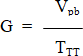 G = V_pb
T_TT